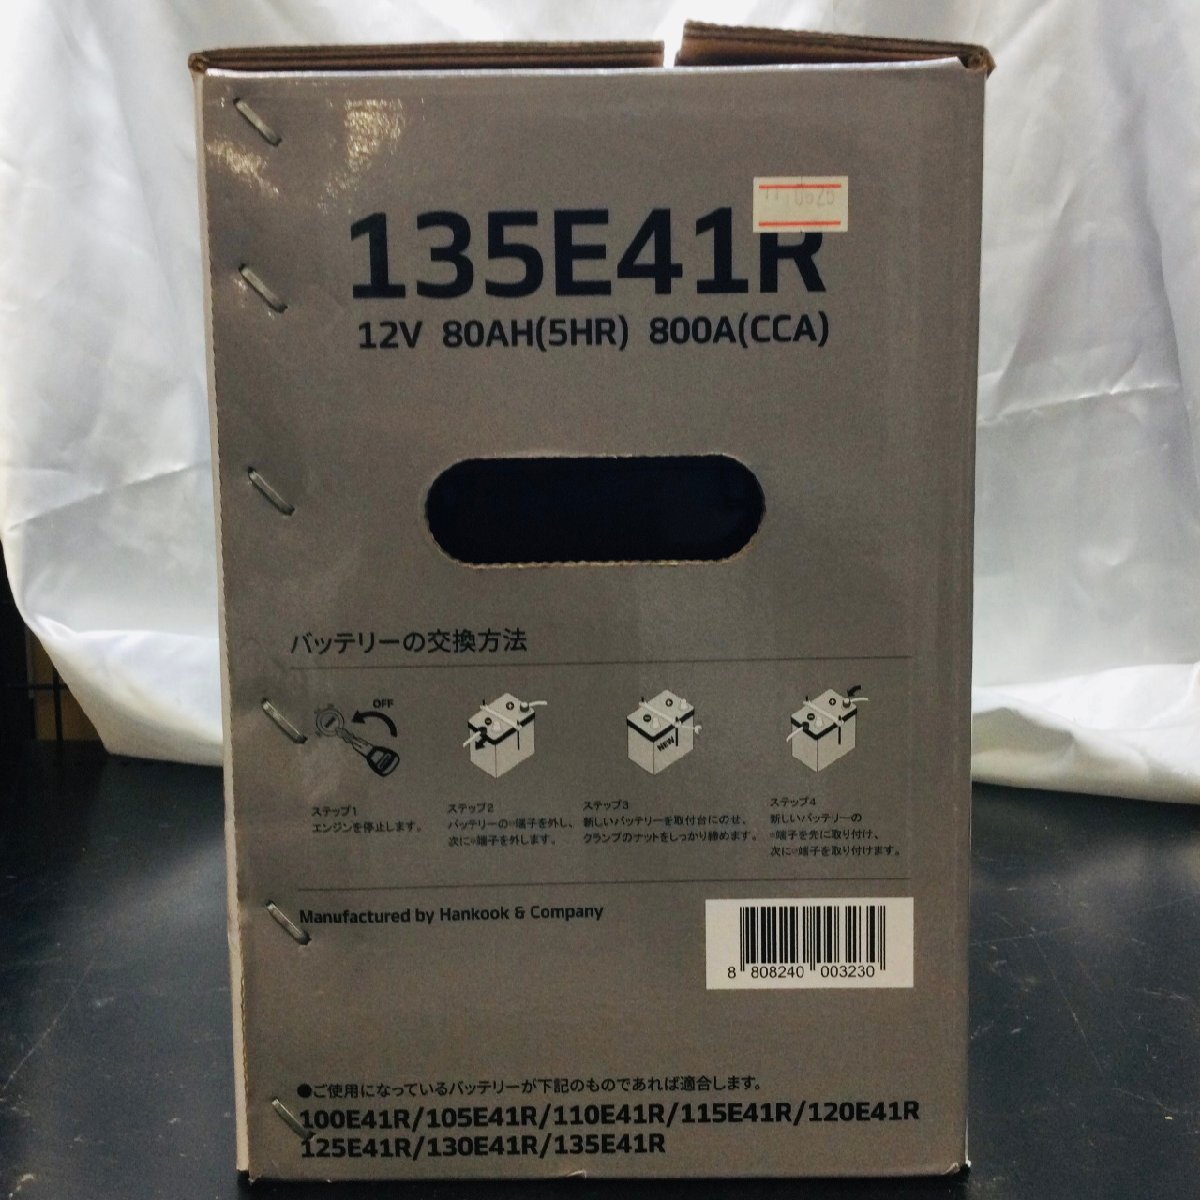 135E41R
12V 80AH(5HR) 800A(CCA)
バッテリーの交換方法
OFF
NEW
ステップ1
エンジンを停止します。
ステップ2
バッテリーの⊖端子を外し、
次に⊕端子を外します。
ステップ3
新しいバッテリーを取付台にのせ、
クランプのナットをしっかり締めます。
ステップ4
新しいバッテリーの
⊕端子を先に取り付け、
次に⊖端子を取り付けます。
Manufactured by Hankook & Company
8 808240 003230
●ご使用になっているバッテリーが下記のものであれば適合します。
100E41R/105E41R/110E41R/115E41R/120E41R
125E41R/130E41R/135E41R